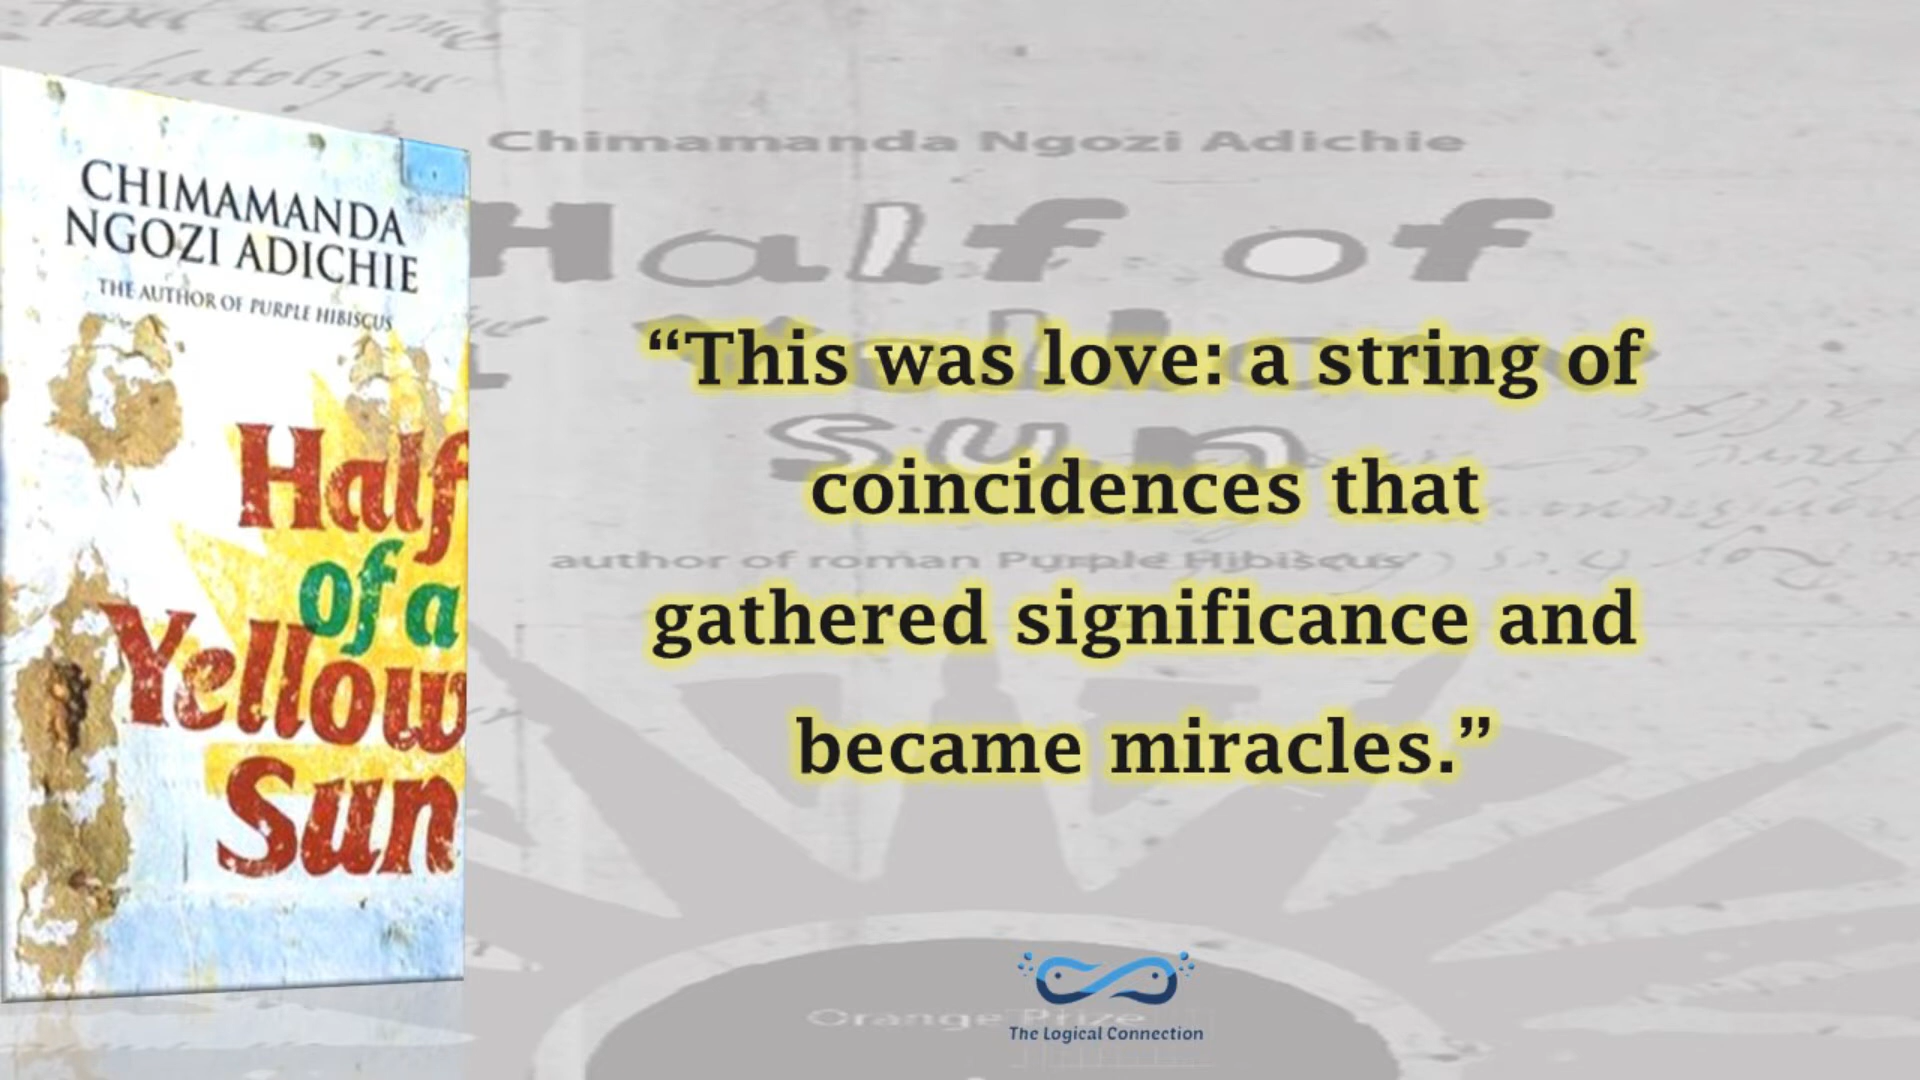 CHIMAMANDA
NGOZI ADICHIE
THE AUTHOR OF PURPLE HIBISCUS
Half
of a
Yellow
Sun
Chimamanda Ngozi Adichie
Half of
Sun
author of roman Purple Hibiscus
“This was love: a string of
coincidences that
gathered significance and
became miracles.”
Orange Prize
The Logical Connection